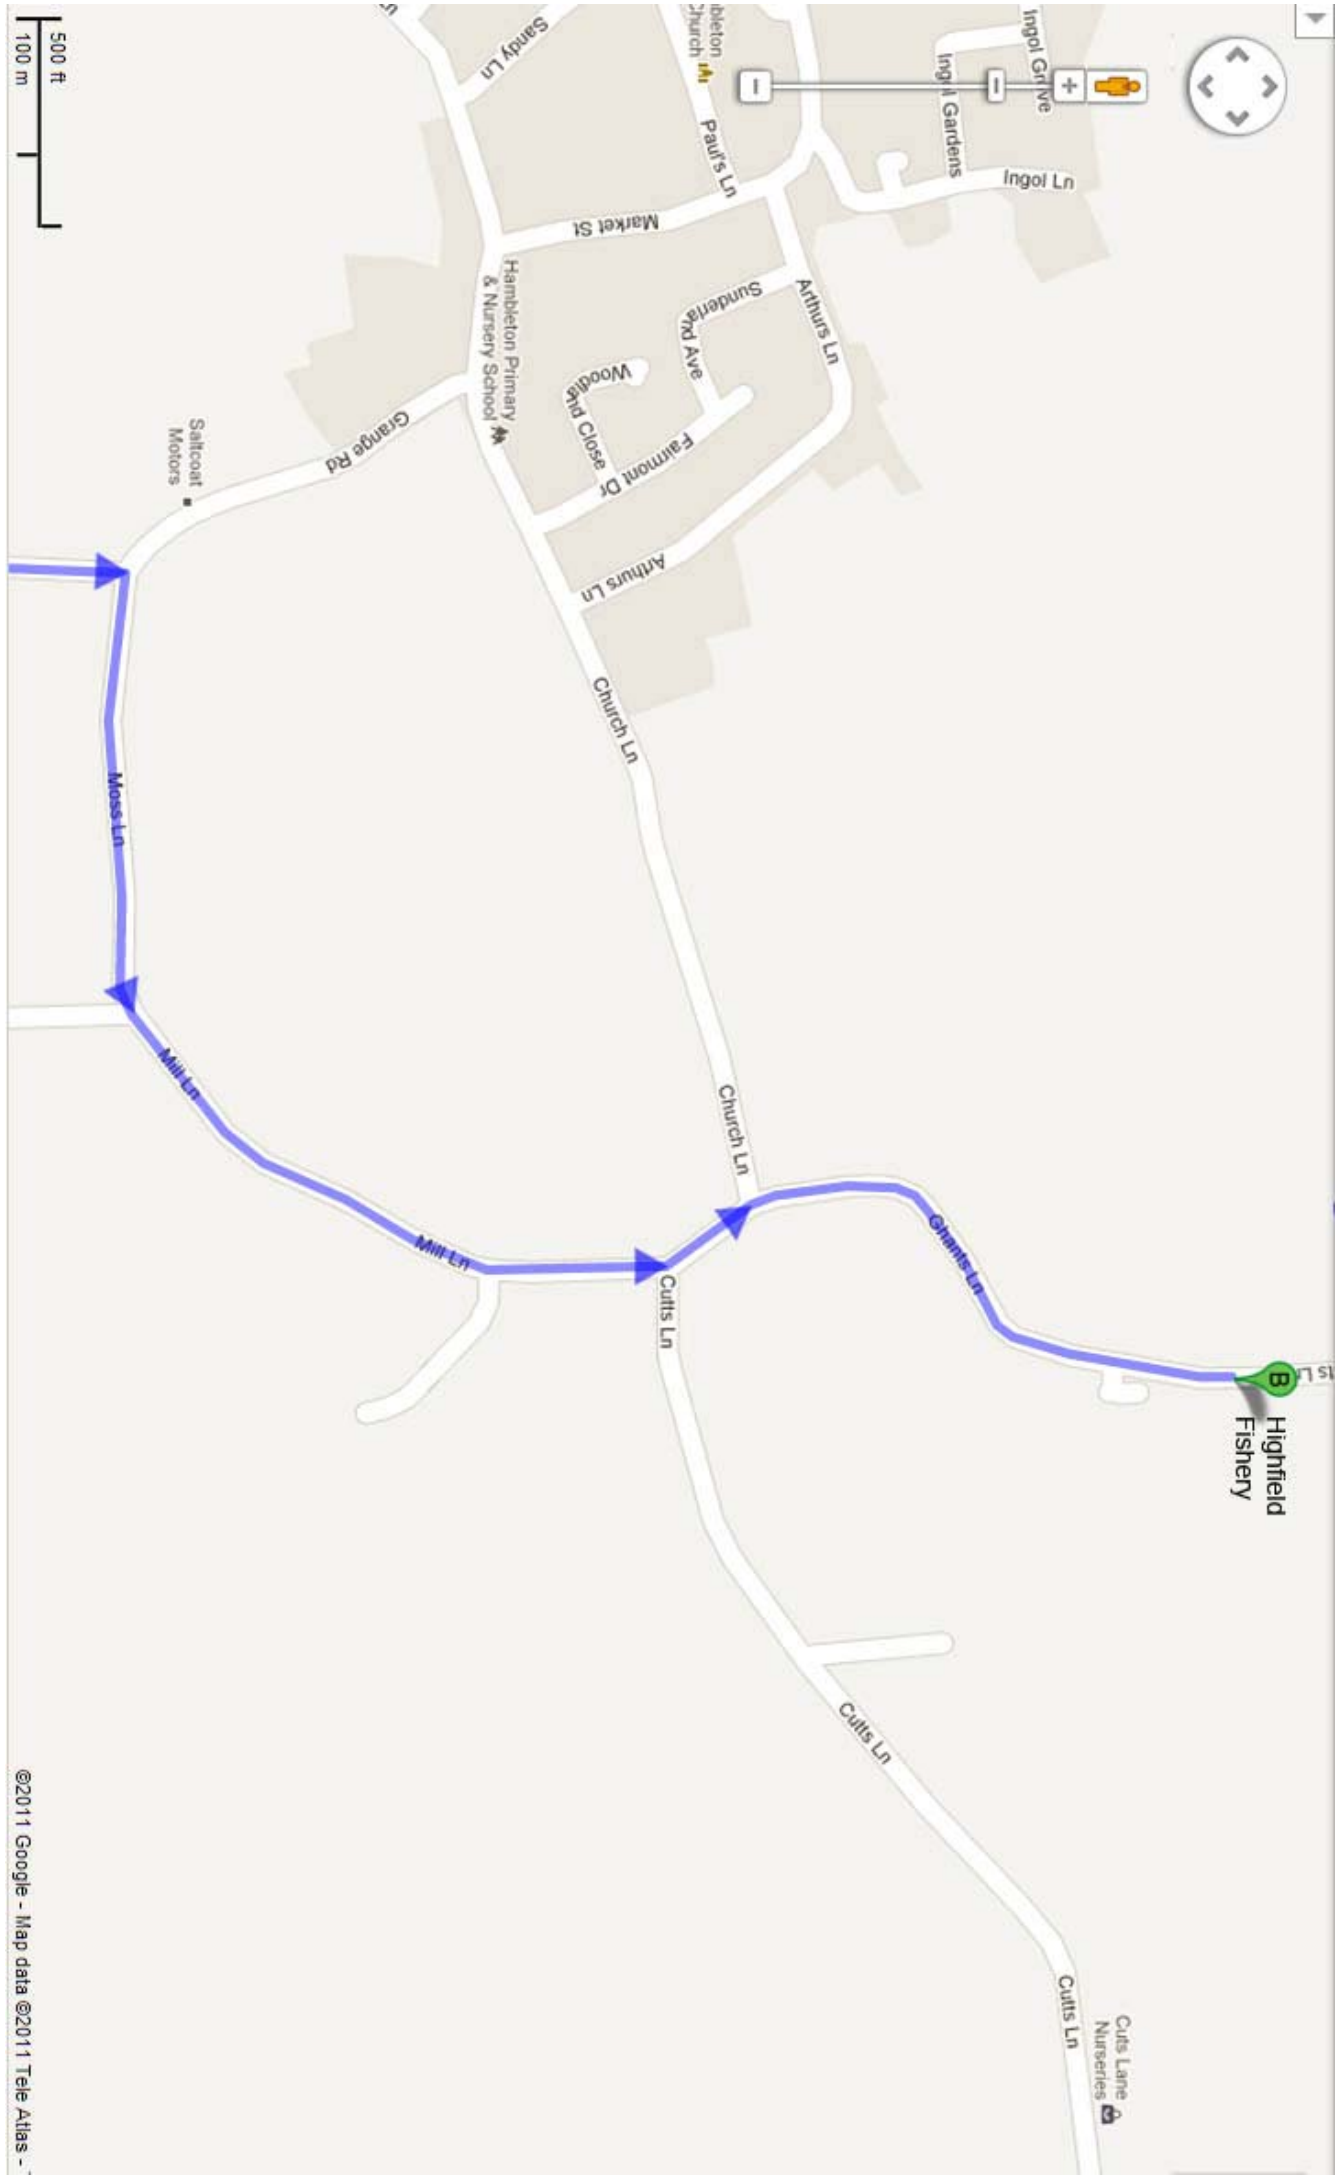 Ingol Grove
Ingol Gardens
Ingol Ln
Sandy Ln
Church
Paul's Ln
Market St
Arthurs Ln
Sunderland Ave
Woodland Close
Fairmont Dr
Arthurs Ln
Hambleton Primary
& Nursery School
Grange Rd
Saltcoat
Motors
Church Ln
Moss Ln
Church Ln
Mill Ln
Mill Ln
Ghants Ln
Cutts Ln
B
Highfield
Fishery
Cutts Ln
Cutts Ln
Cuts Lane
Nurseries
500 ft
100 m
©2011 Google - Map data ©2011 Tele Atlas -